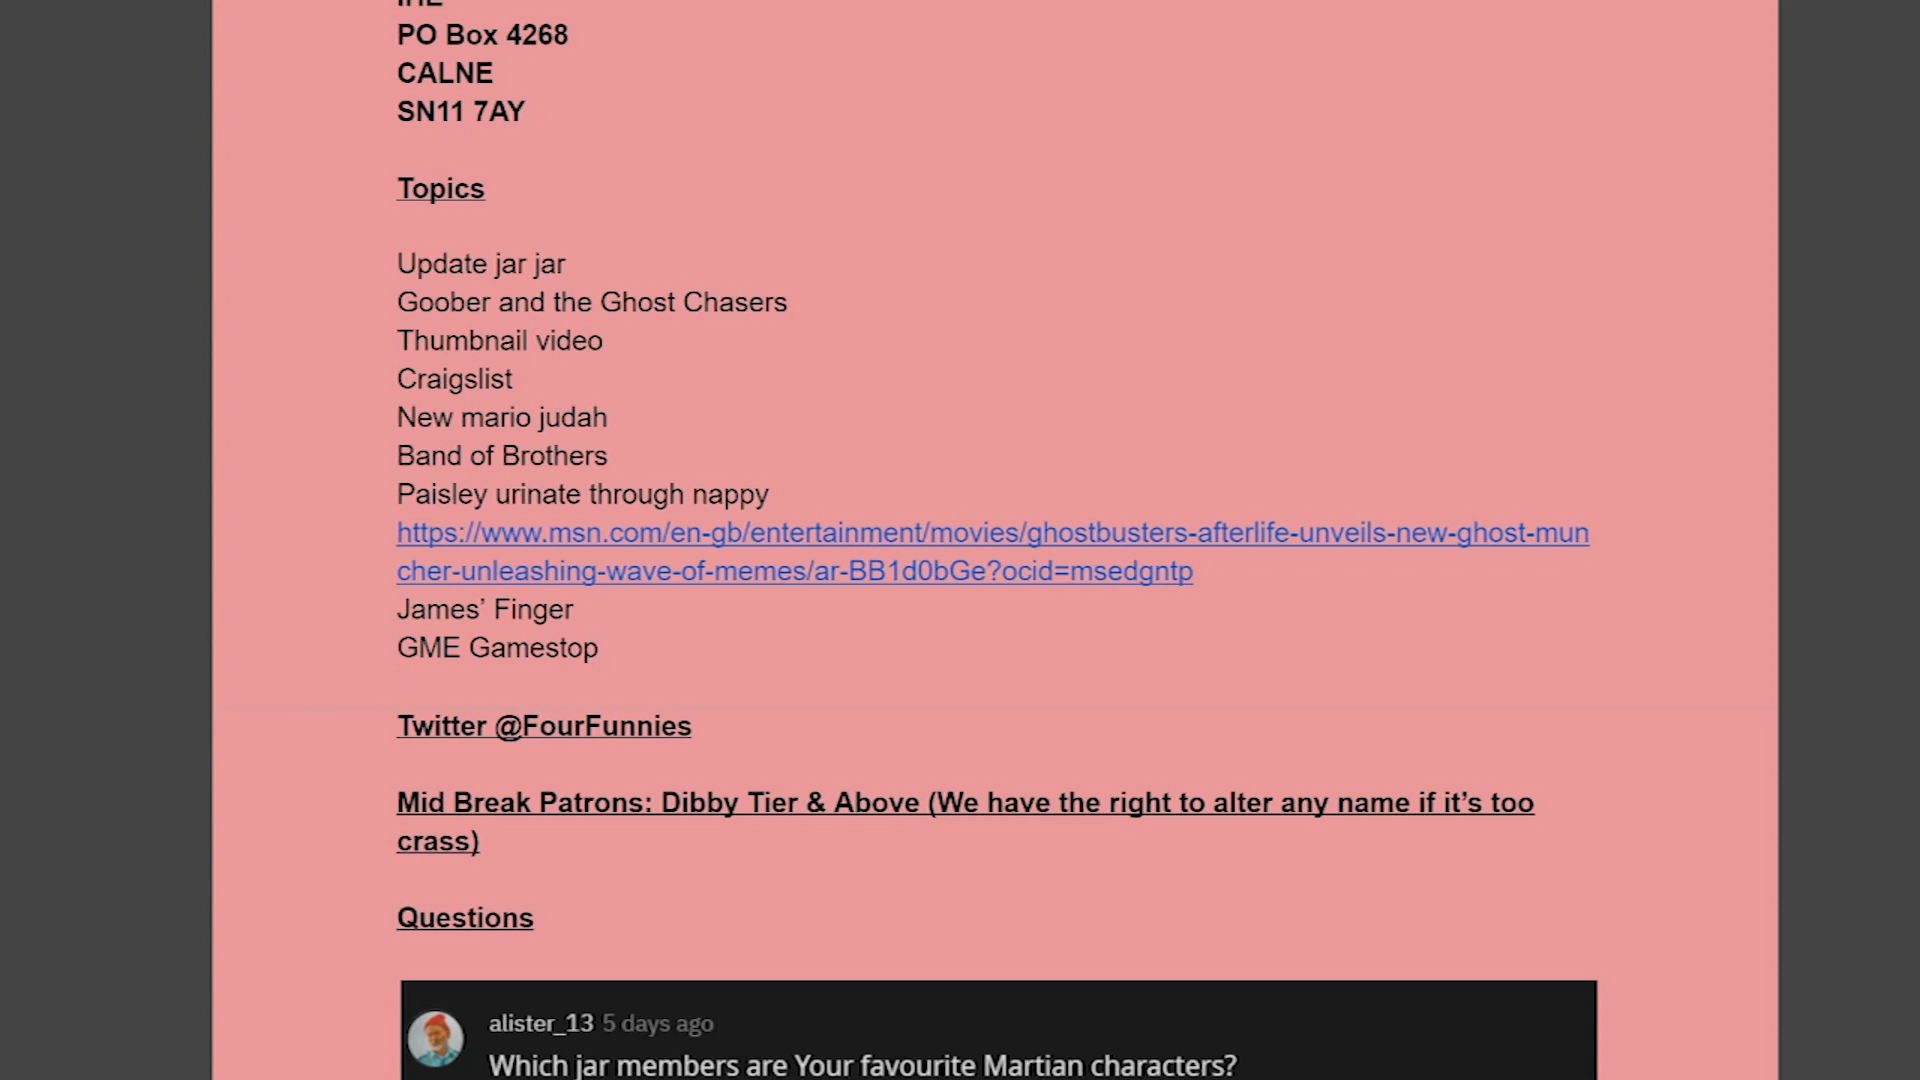 PO Box 4268
CALNE
SN11 7AY
Topics
Update jar jar
Goober and the Ghost Chasers
Thumbnail video
Craigslist
New mario judah
Band of Brothers
Paisley urinate through nappy
https://www.msn.com/en-gb/entertainment/movies/ghostbusters-afterlife-unveils-new-ghost-mun
cher-unleashing-wave-of-memes/ar-BB1d0bGe?ocid=msedgntp
James’ Finger
GME Gamestop
Twitter @FourFunnies
Mid Break Patrons: Dibby Tier & Above (We have the right to alter any name if it’s too
crass)
Questions
alister_13 5 days ago
Which jar members are Your favourite Martian characters?